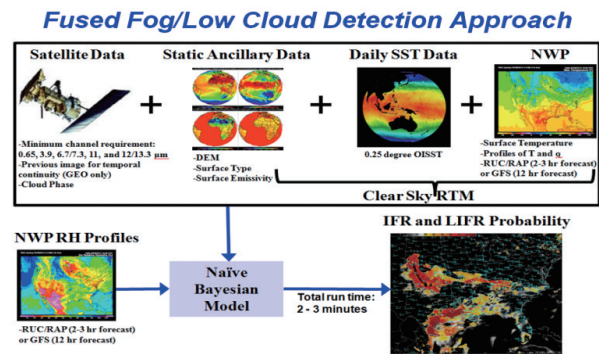 Fused Fog/Low Cloud Detection Approach
Satellite Data
Static Ancillary Data
Daily SST Data
NWP
-Minimum channel requirement:
0.65, 3.9, 6.7/7.3, 11, and 12/13.3 μm
-Previous image for temporal
continuity (GEO only)
-Cloud Phase
-DEM
-Surface Type
-Surface Emissivity
0.25 degree OISST
-Surface Temperature
-Profiles of T and q
-RUC/RAP (2-3 hr forecast)
or GFS (12 hr forecast)
Clear Sky RTM
NWP RH Profiles
-RUC/RAP (2-3 hr forecast)
or GFS (12 hr forecast)
Naïve
Bayesian
Model
Total run time:
2 - 3 minutes
IFR and LIFR Probability